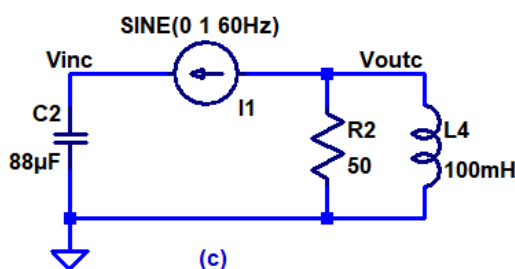 SINE(0 1 60Hz)
Vinc
Voutc
I1
C2
88µF
R2
50
L4
100mH
(c)